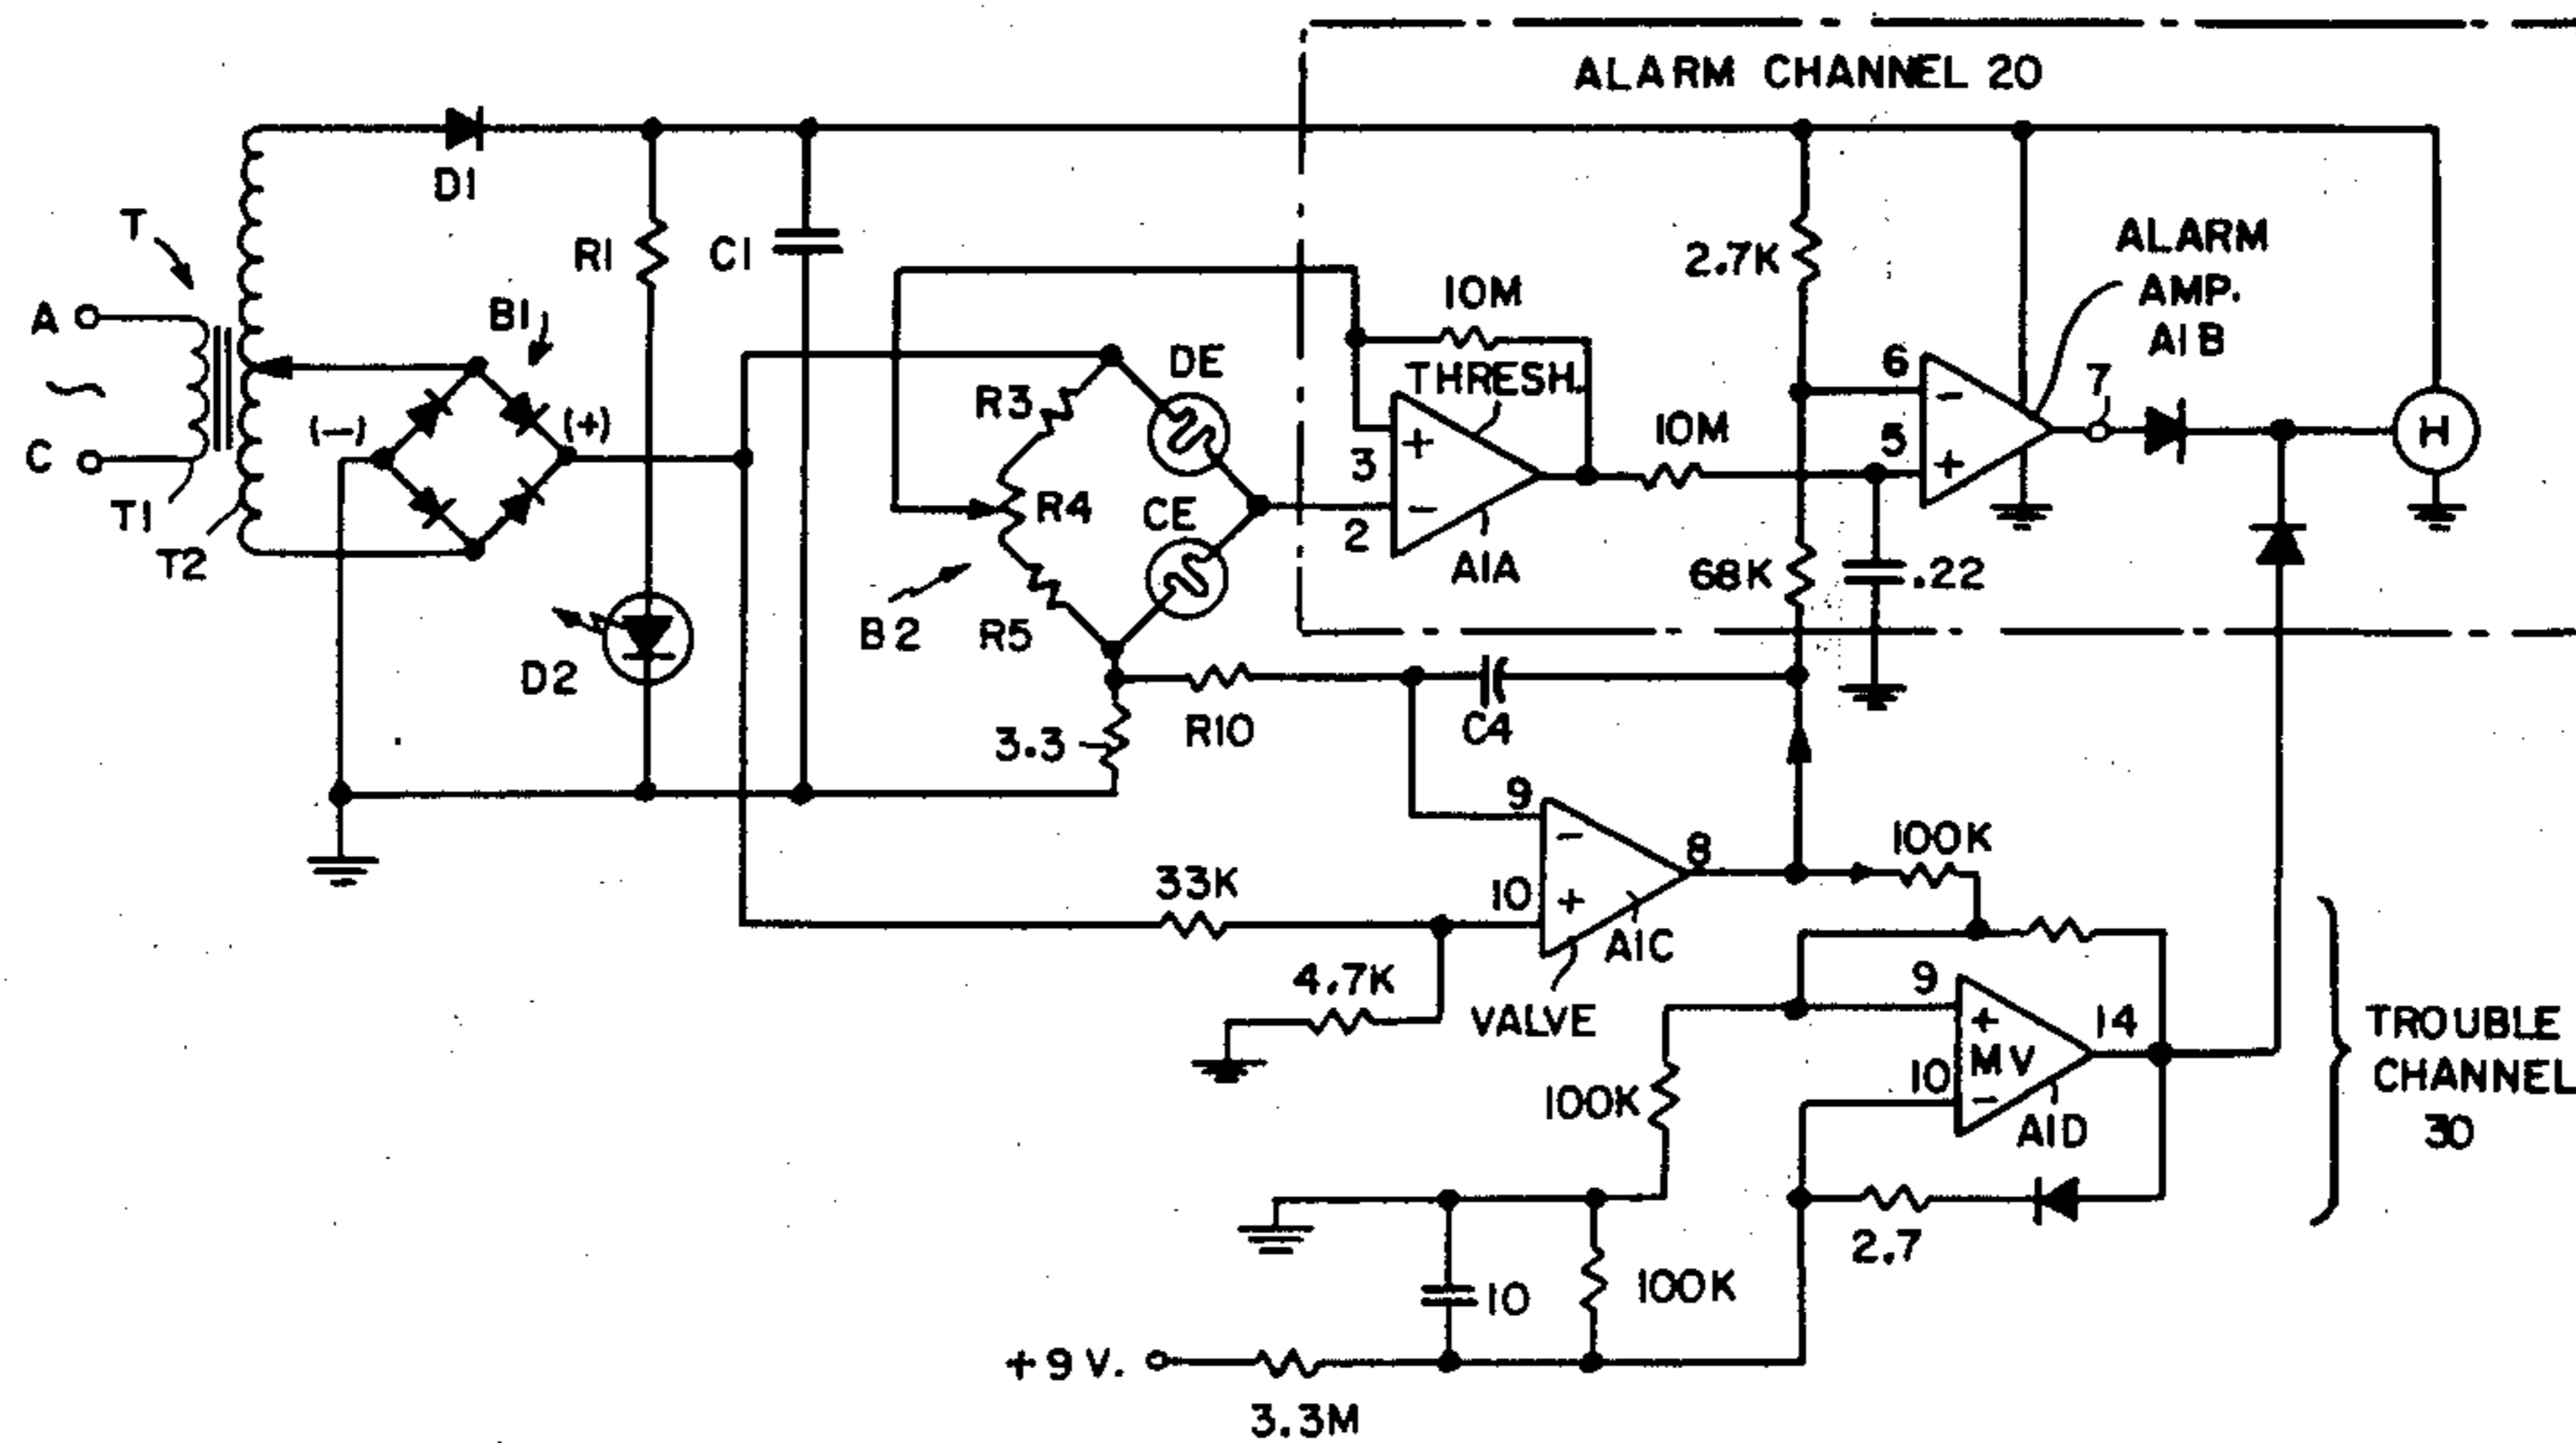 ALARM CHANNEL 20
D1
T
A
C
T1
T2
B1
(-)
(+)
R1
C1
D2
R3
R4
R5
B2
DE
CE
3.3
R10
C4
10M
THRESH.
3
+
2
-
A1A
10M
2.7K
68K
6
-
5
+
.22
ALARM
AMP.
A1B
7
H
33K
4.7K
9
-
10
+
8
A1C
VALVE
100K
9
+
MV
10
-
14
A1D
100K
2.7
10
100K
+9 V.
3.3M
TROUBLE
CHANNEL
30